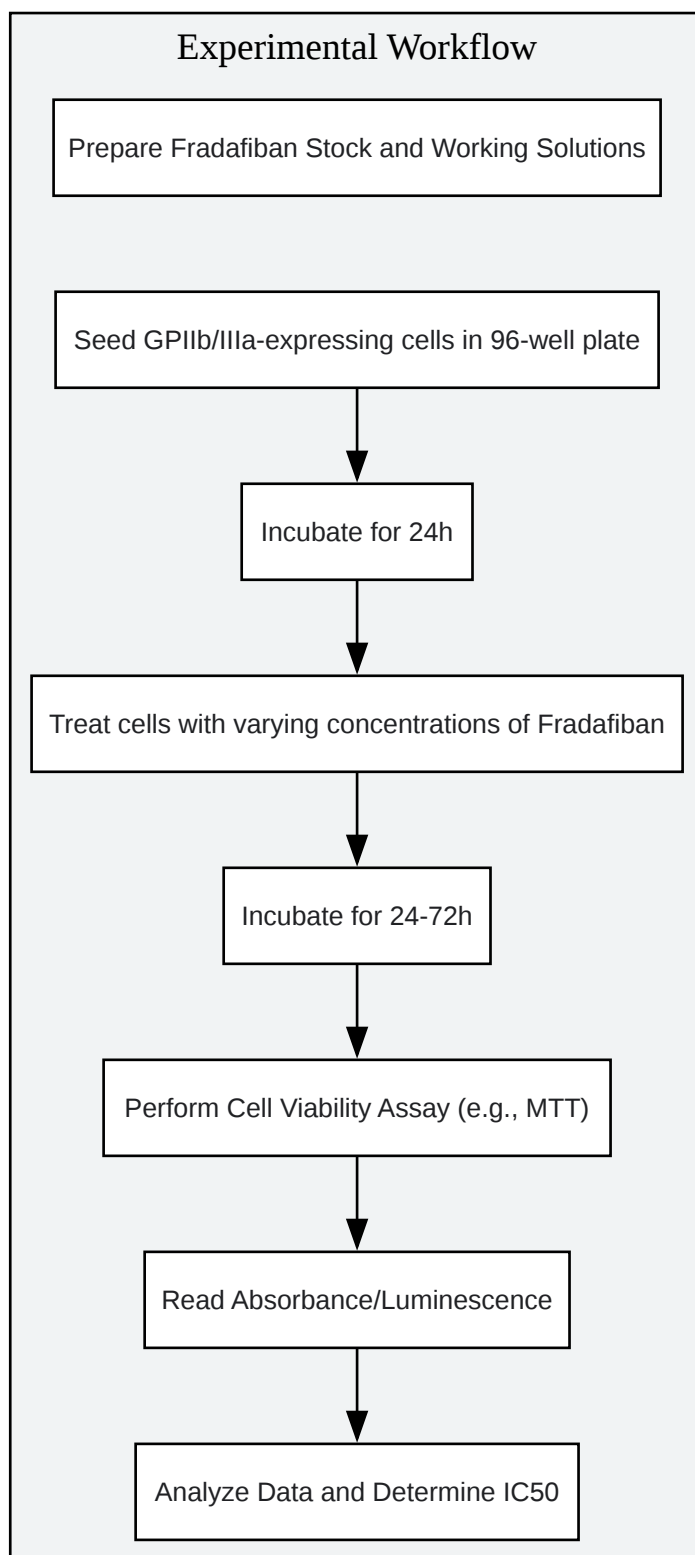 Experimental Workflow
Prepare Fradafiban Stock and Working Solutions
Seed GPIIb/IIIa-expressing cells in 96-well plate
Incubate for 24h
Treat cells with varying concentrations of Fradafiban
Incubate for 24-72h
Perform Cell Viability Assay (e.g., MTT)
Read Absorbance/Luminescence
Analyze Data and Determine IC50